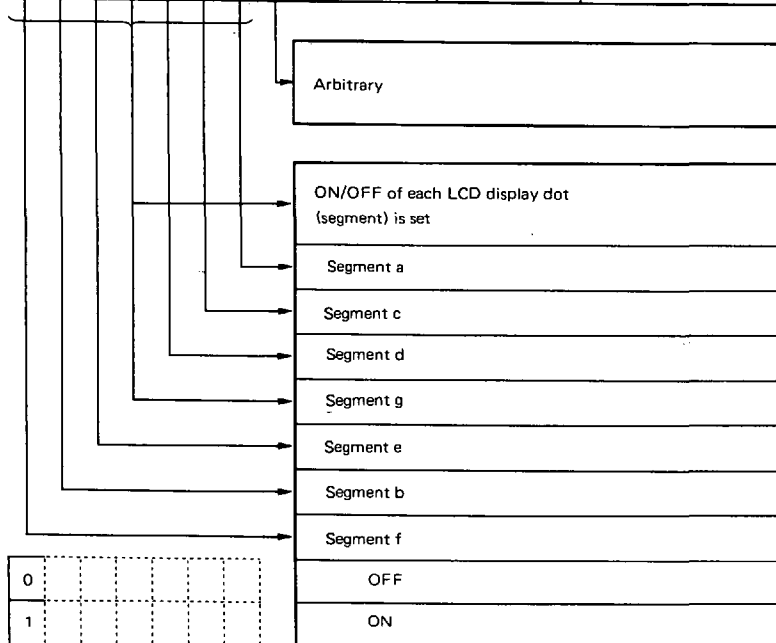 Arbitrary
ON/OFF of each LCD display dot
(segment) is set
Segment a
Segment c
Segment d
Segment g
Segment e
Segment b
Segment f
0 OFF
1 ON